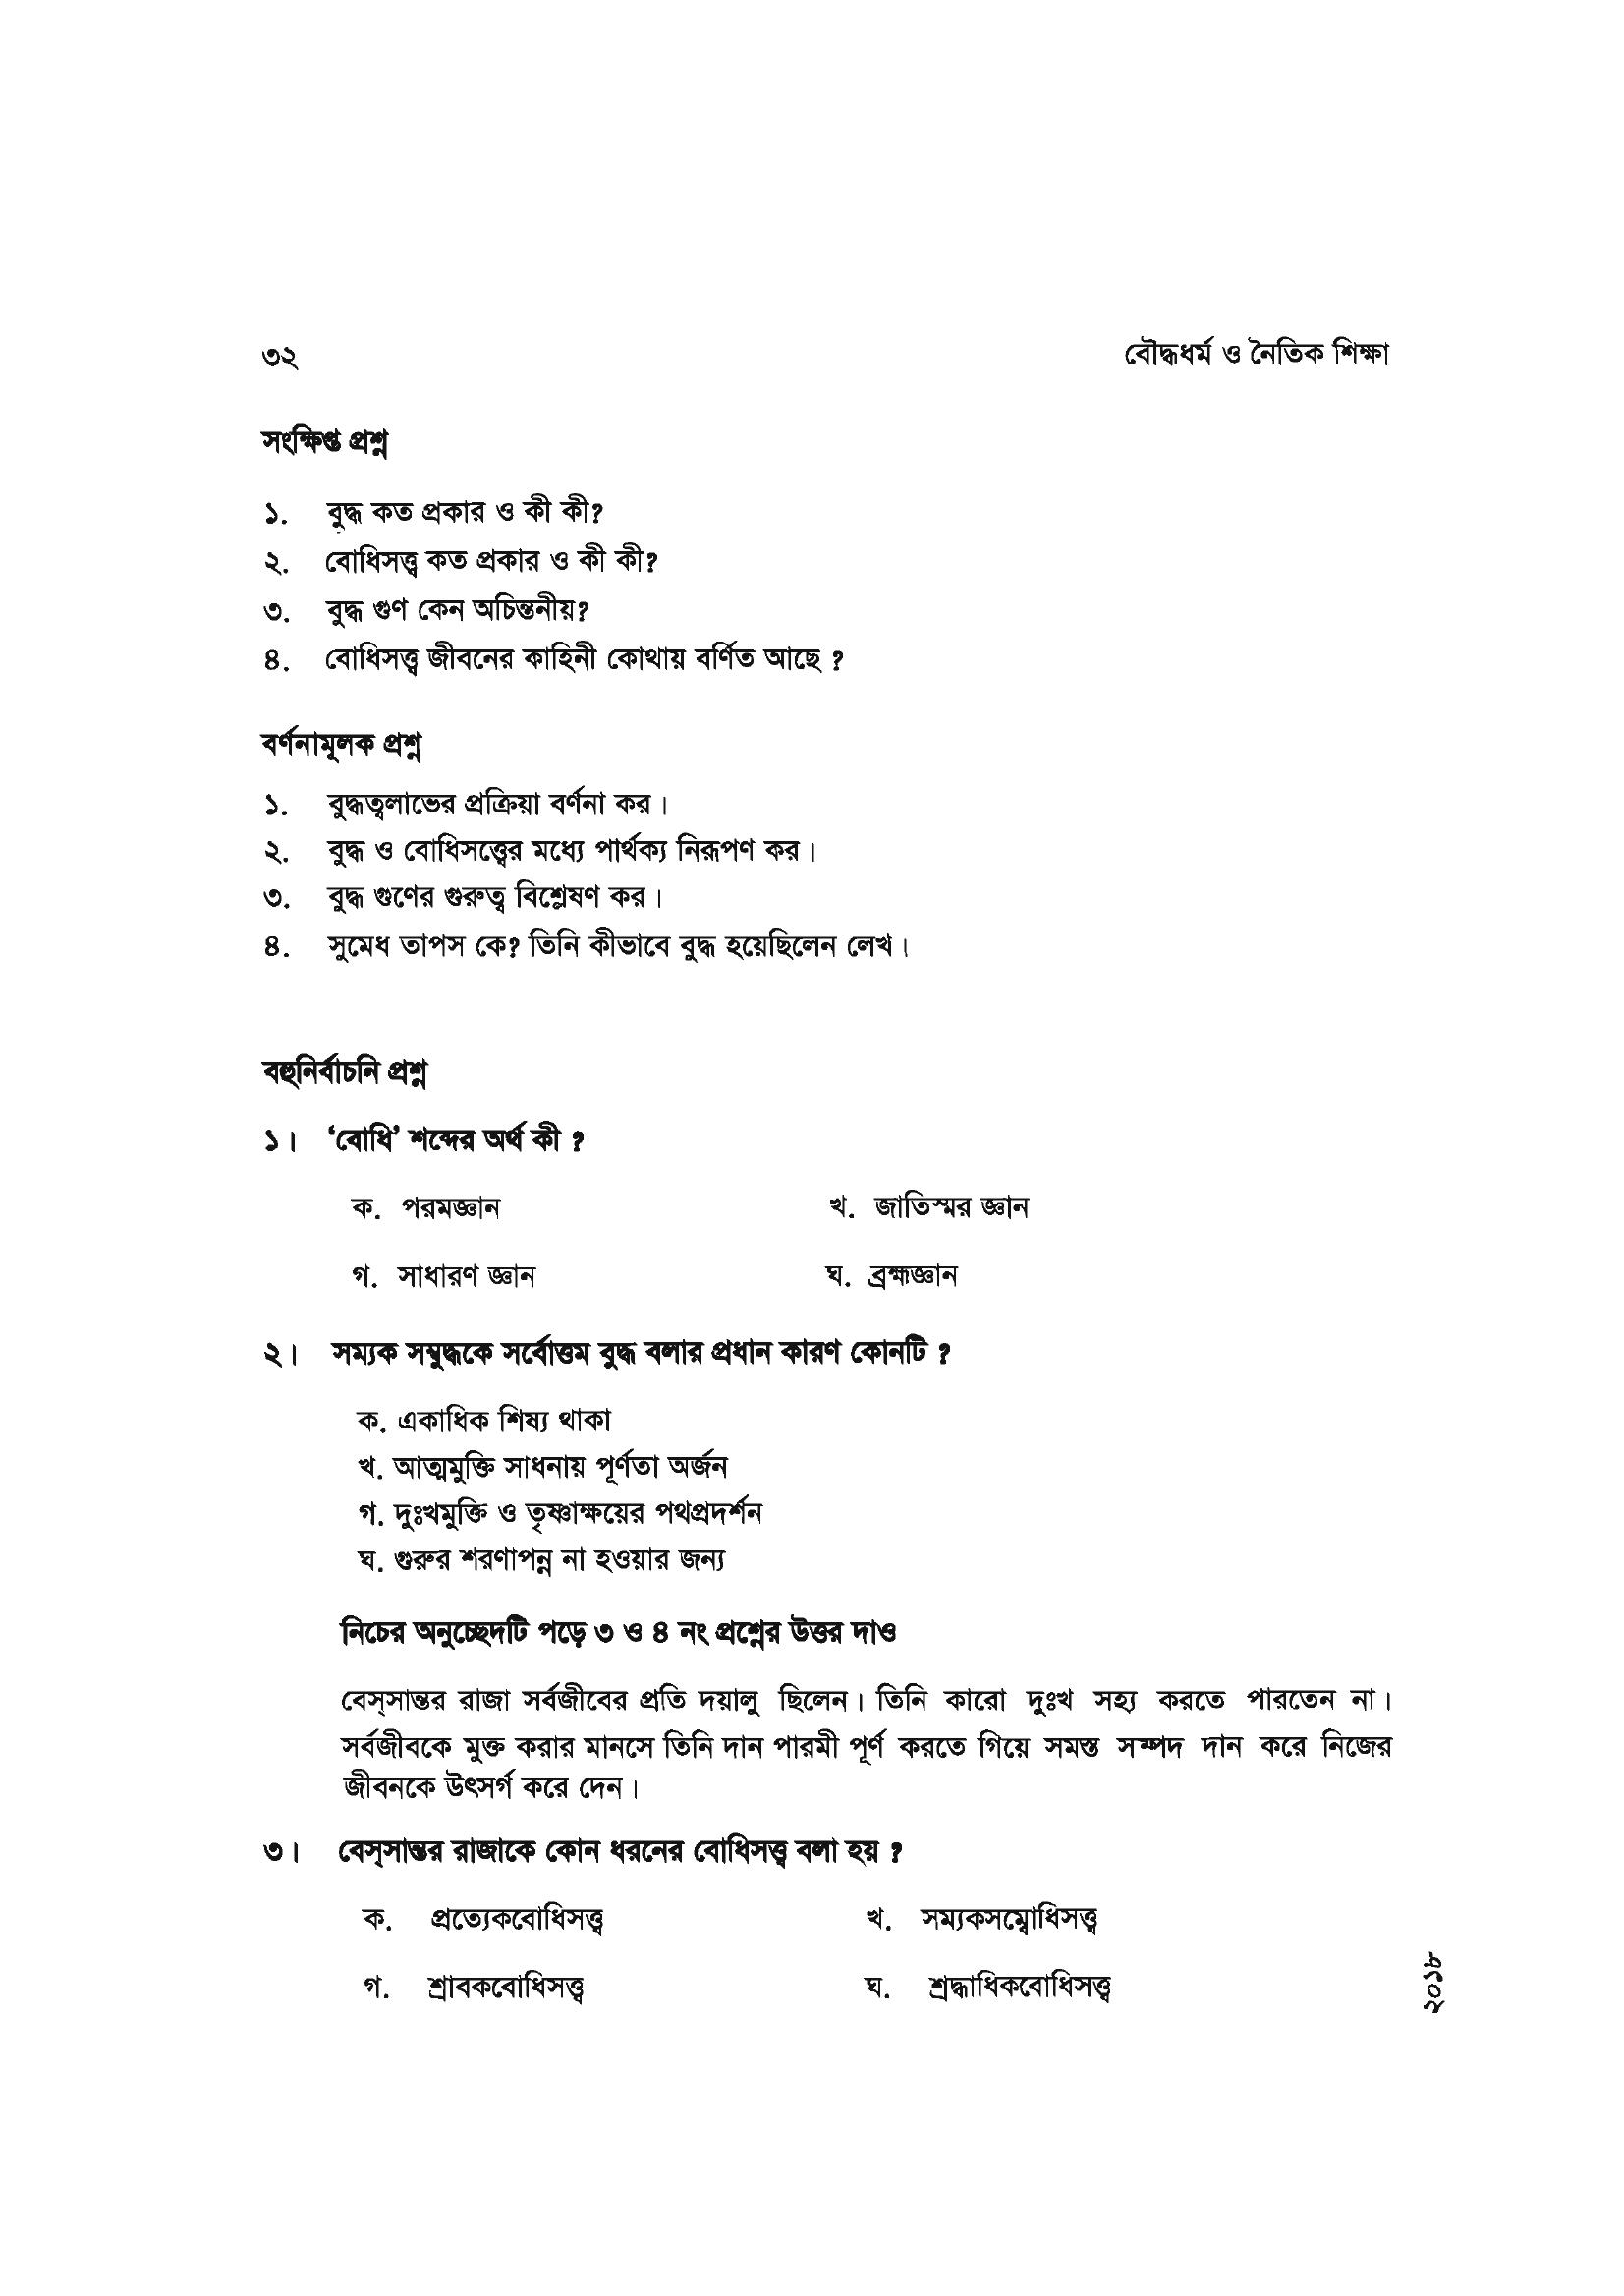 ৩২ বৌদ্ধধর্ম ও নৈতিক শিক্ষা
সংক্ষিপ্ত প্রশ্ন
১. বুদ্ধ কত প্রকার ও কী কী?
২. বোধিসত্ত্ব কত প্রকার ও কী কী?
৩. বুদ্ধ গুণ কেন অচিন্তনীয়?
৪. বোধিসত্ত্ব জীবনের কাহিনী কোথায় বর্ণিত আছে ?
বর্ণনামূলক প্রশ্ন
১. বুদ্ধত্বলাভের প্রক্রিয়া বর্ণনা কর।
২. বুদ্ধ ও বোধিসত্ত্বের মধ্যে পার্থক্য নিরূপণ কর।
৩. বুদ্ধ গুণের গুরুত্ব বিশ্লেষণ কর।
৪. সুমেধ তাপস কে? তিনি কীভাবে বুদ্ধ হয়েছিলেন লেখ।
বহুনির্বাচনি প্রশ্ন
১। ‘বোধি’ শব্দের অর্থ কী ?
ক. পরমজ্ঞান খ. জাতিস্মর জ্ঞান
গ. সাধারণ জ্ঞান ঘ. ব্রহ্মজ্ঞান
২। সম্যক সম্বুদ্ধকে সর্বোত্তম বুদ্ধ বলার প্রধান কারণ কোনটি ?
ক. একাধিক শিষ্য থাকা
খ. আত্মমুক্তি সাধনায় পূর্ণতা অর্জন
গ. দুঃখমুক্তি ও তৃষ্ণাক্ষয়ের পথপ্রদর্শন
ঘ. গুরুর শরণাপন্ন না হওয়ার জন্য
নিচের অনুচ্ছেদটি পড়ে ৩ ও ৪ নং প্রশ্নের উত্তর দাও
বেস্‌সান্তর রাজা সর্বজীবের প্রতি দয়ালু ছিলেন। তিনি কারো দুঃখ সহ্য করতে পারতেন না।
সর্বজীবকে মুক্ত করার মানসে তিনি দান পারমী পূর্ণ করতে গিয়ে সমস্ত সম্পদ দান করে নিজের
জীবনকে উৎসর্গ করে দেন।
৩। বেস্‌সান্তর রাজাকে কোন ধরনের বোধিসত্ত্ব বলা হয় ?
ক. প্রত্যেকবোধিসত্ত্ব খ. সম্যকসম্বোধিসত্ত্ব
গ. শ্রাবকবোধিসত্ত্ব ঘ. শ্রদ্ধাধিকবোধিসত্ত্ব
২০১৮